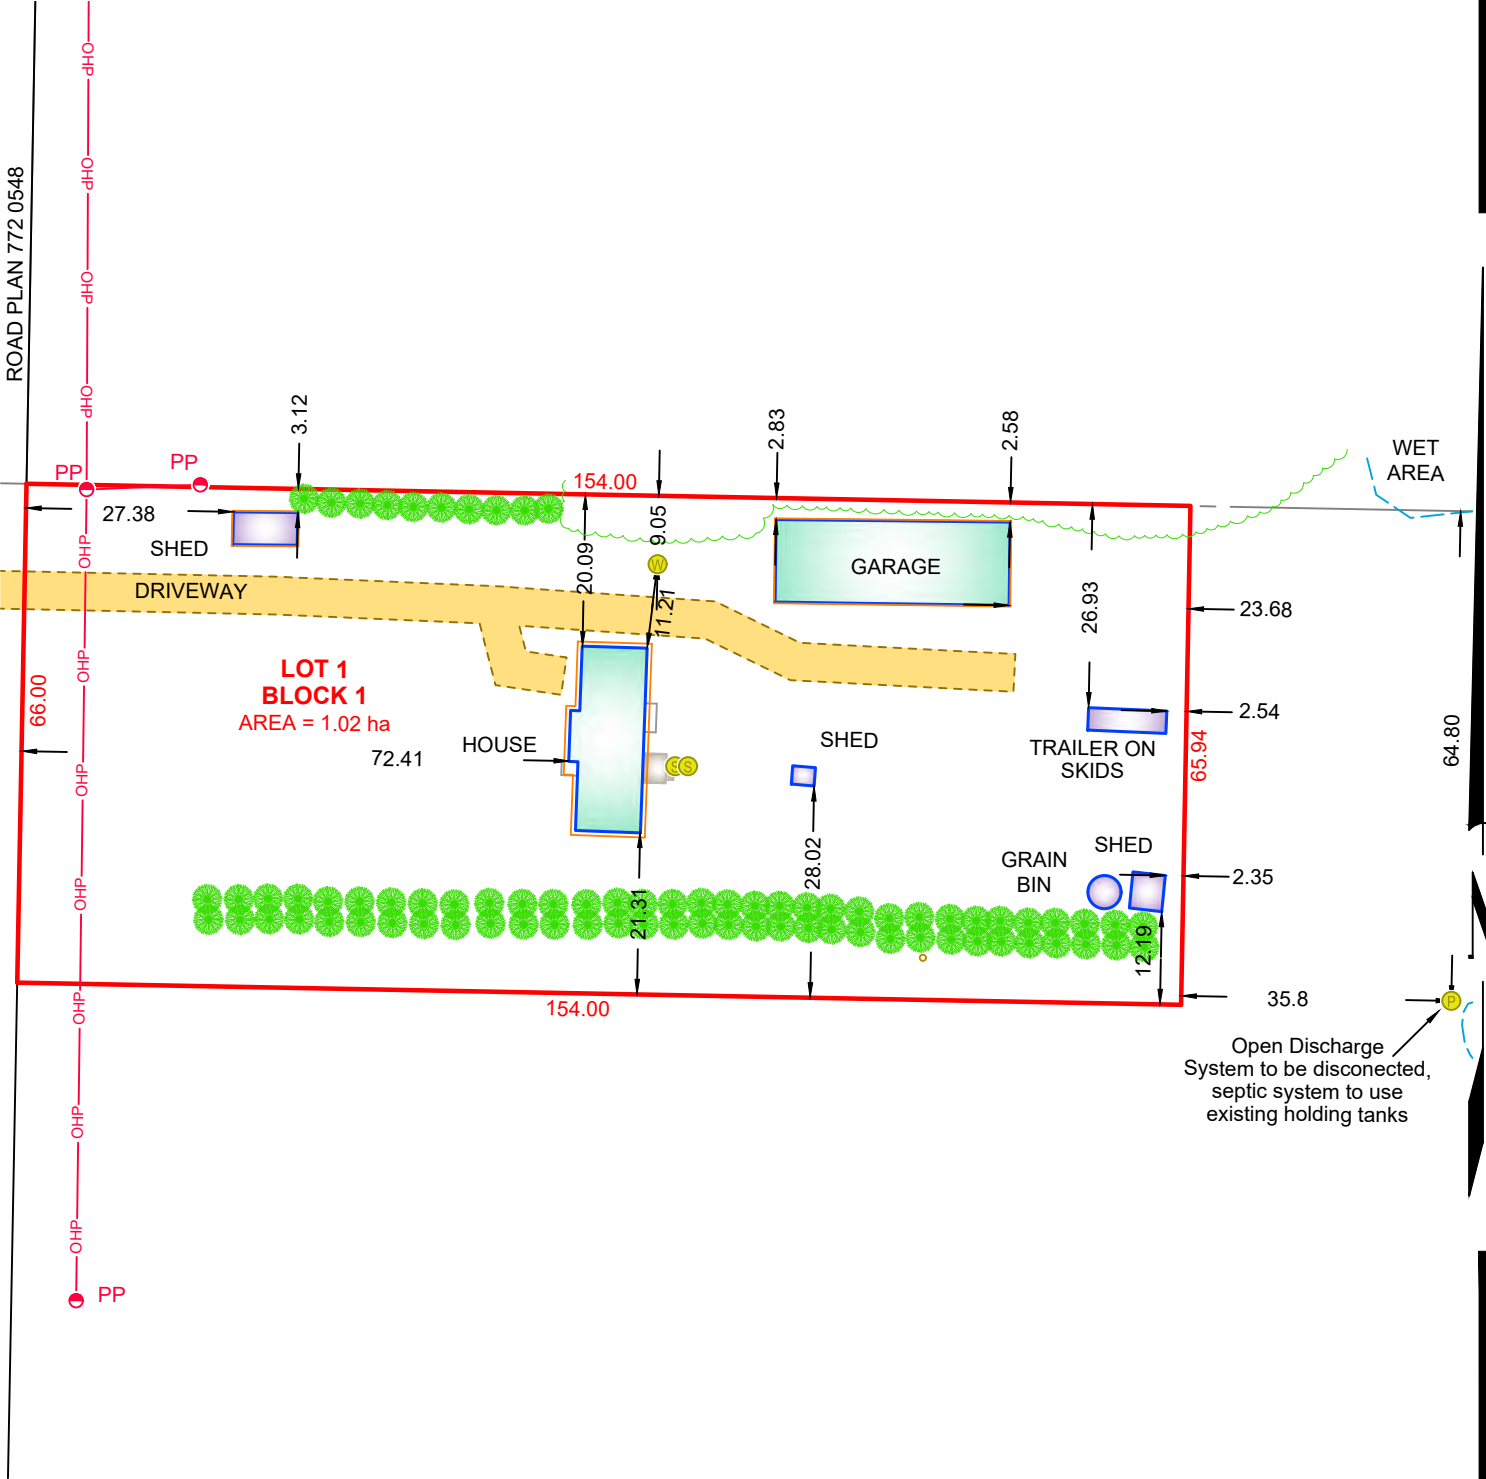 OHP
OHP
OHP
OHP
ROAD PLAN 772 0548
3.12
2.83
2.58
WET
AREA
PP
PP
154.00
27.38
9.05
SHED
OHP
20.09
W
GARAGE
DRIVEWAY
11.21
26.93
23.68
OHP
LOT 1
BLOCK 1
AREA = 1.02 ha
66.00
2.54
64.80
72.41
HOUSE
SHED
TRAILER ON
SKIDS
65.94
S
S
OHP
28.02
GRAIN
BIN
SHED
2.35
OHP
21.31
12.19
OHP
154.00
35.8
P
Open Discharge
System to be disconected,
septic system to use
existing holding tanks
OHP
OHP
PP